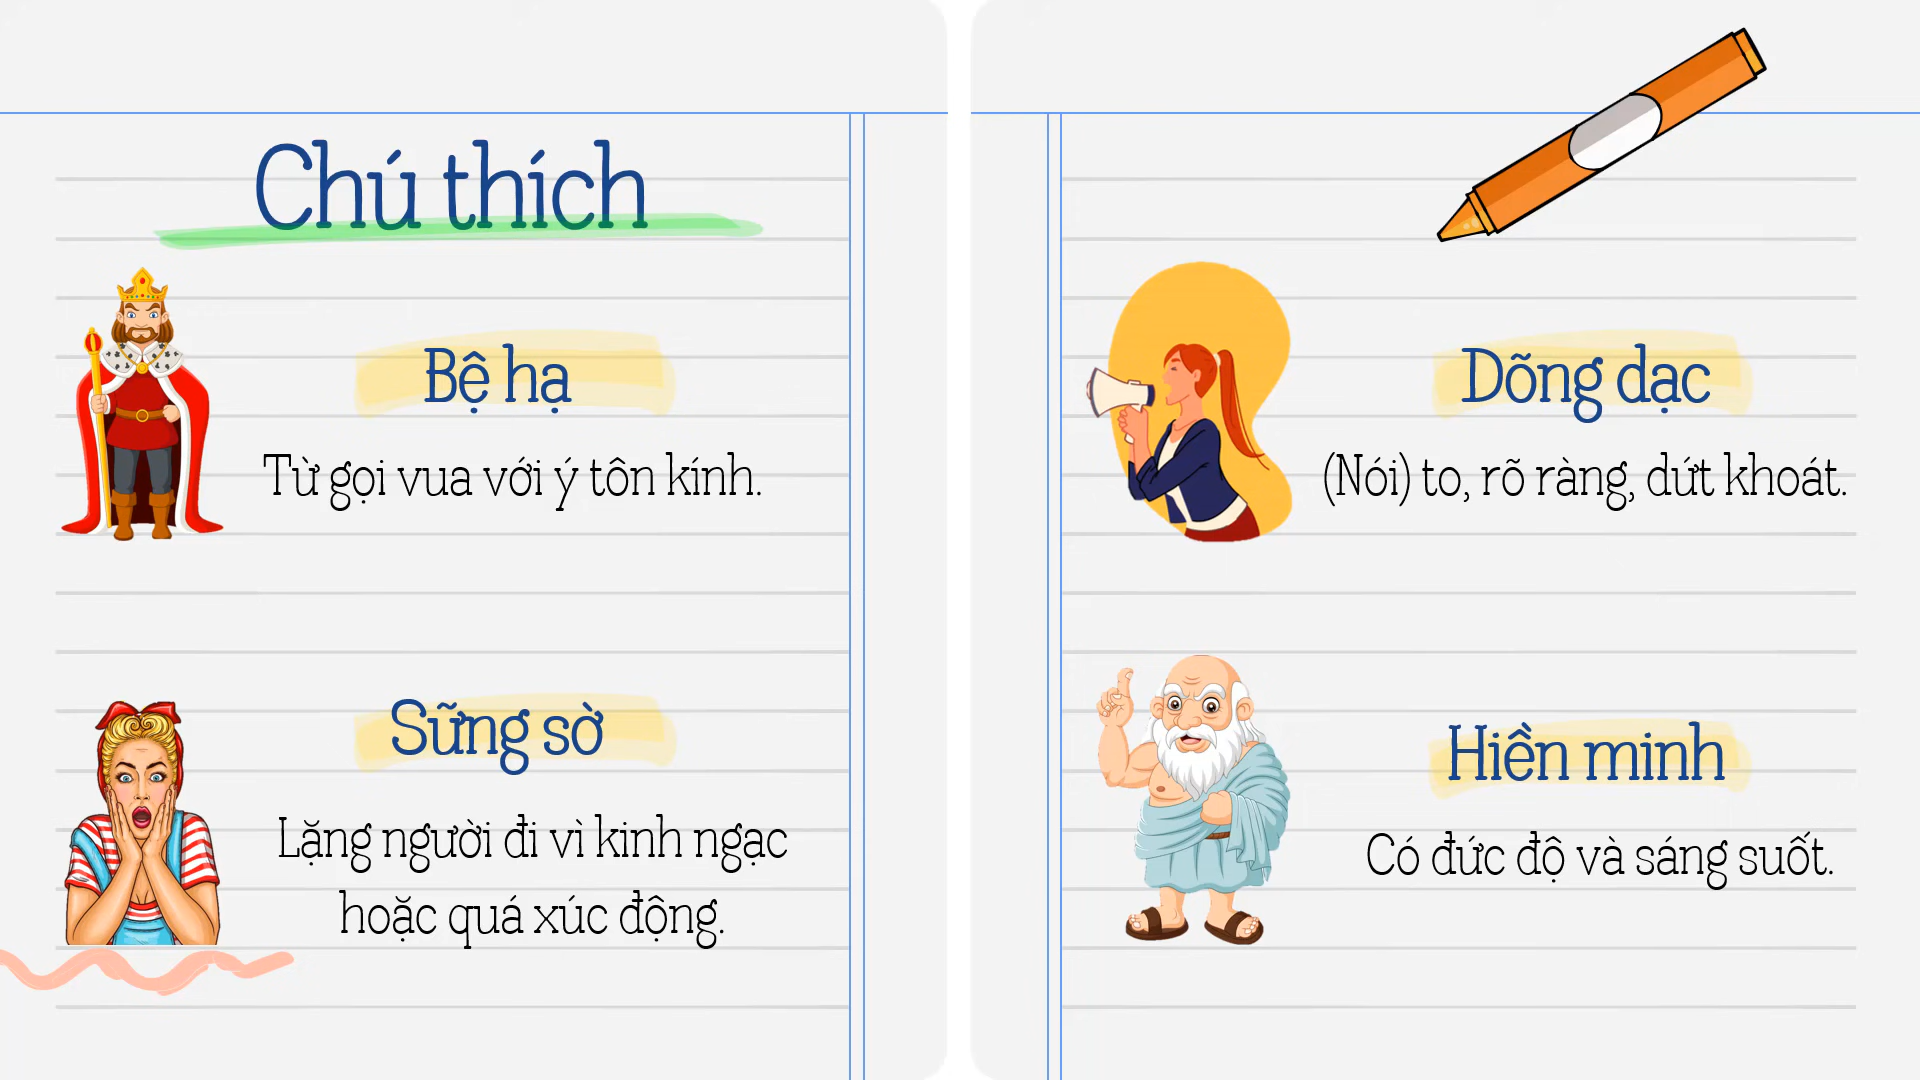 Chú thích
Bệ hạ
Từ gọi vua với ý tôn kính.
Sững sờ
Lặng người đi vì kinh ngạc
hoặc quá xúc động.
Dõng dạc
(Nói) to, rõ ràng, dứt khoát.
Hiền minh
Có đức độ và sáng suốt.